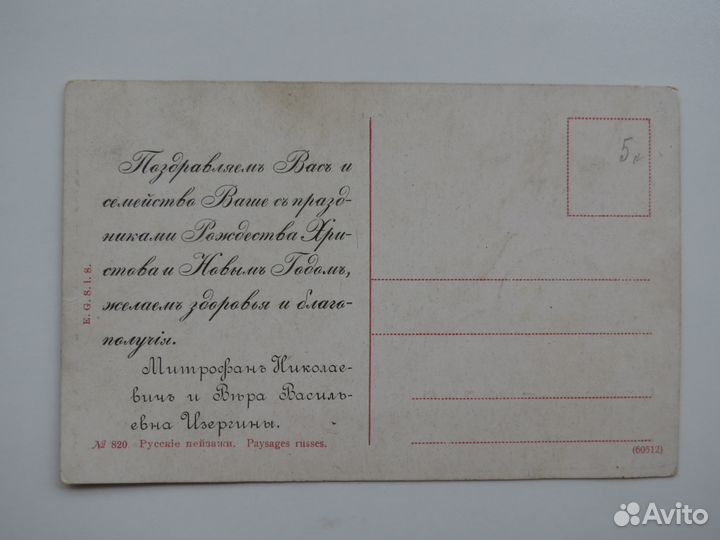 Поздравляемъ Васъ и
семейство Ваше съ празд-
никами Рождества Хри-
стова и Новымъ Годомъ,
желаемъ здоровья и благо-
получія.
Митрофанъ Николае-
вичъ и Вѣра Василь-
евна Изергины.
№ 820 Русскіе пейзажи. Paysages russes.
E. G. S. I. S.
5к
(60512)
Avito